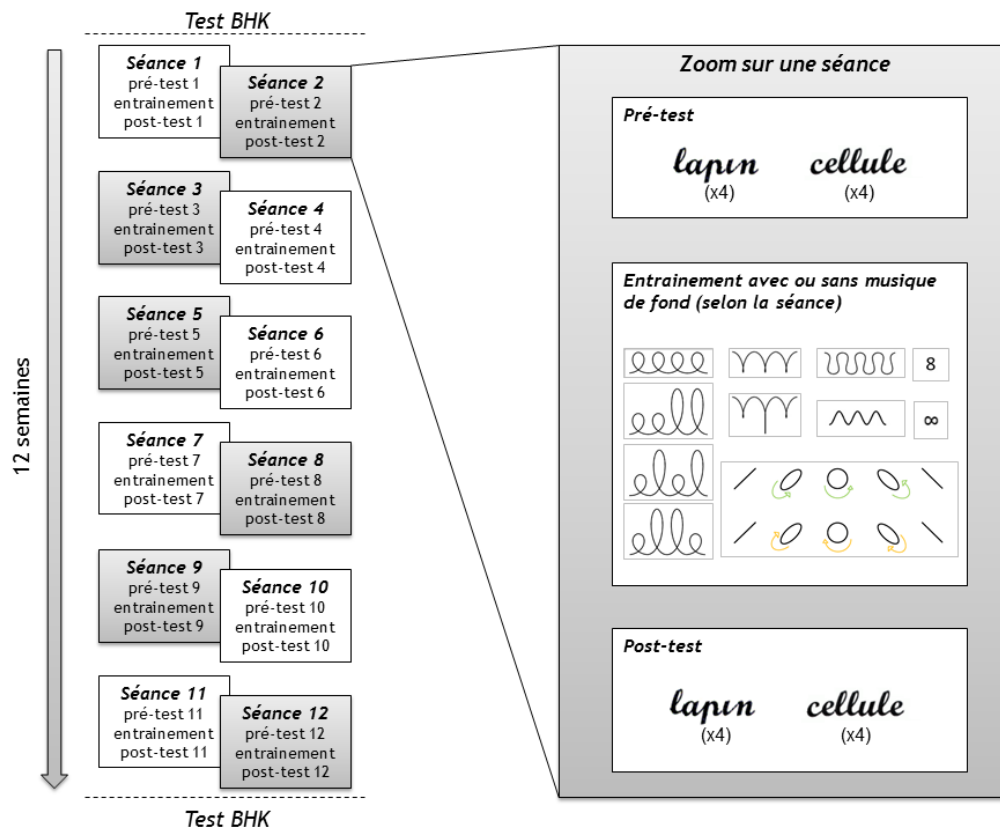 Test BHK
Séance 1
pré-test 1
entrainement
post-test 1
Séance 2
pré-test 2
entrainement
post-test 2
Séance 3
pré-test 3
entrainement
post-test 3
Séance 4
pré-test 4
entrainement
post-test 4
Séance 5
pré-test 5
entrainement
post-test 5
Séance 6
pré-test 6
entrainement
post-test 6
Séance 7
pré-test 7
entrainement
post-test 7
Séance 8
pré-test 8
entrainement
post-test 8
Séance 9
pré-test 9
entrainement
post-test 9
Séance 10
pré-test 10
entrainement
post-test 10
Séance 11
pré-test 11
entrainement
post-test 11
Séance 12
pré-test 12
entrainement
post-test 12
Test BHK
12 semaines
Zoom sur une séance
Pré-test
lapın cellule
(x4) (x4)
Entrainement avec ou sans musique
de fond (selon la séance)
8
∞
Post-test
lapın cellule
(x4) (x4)